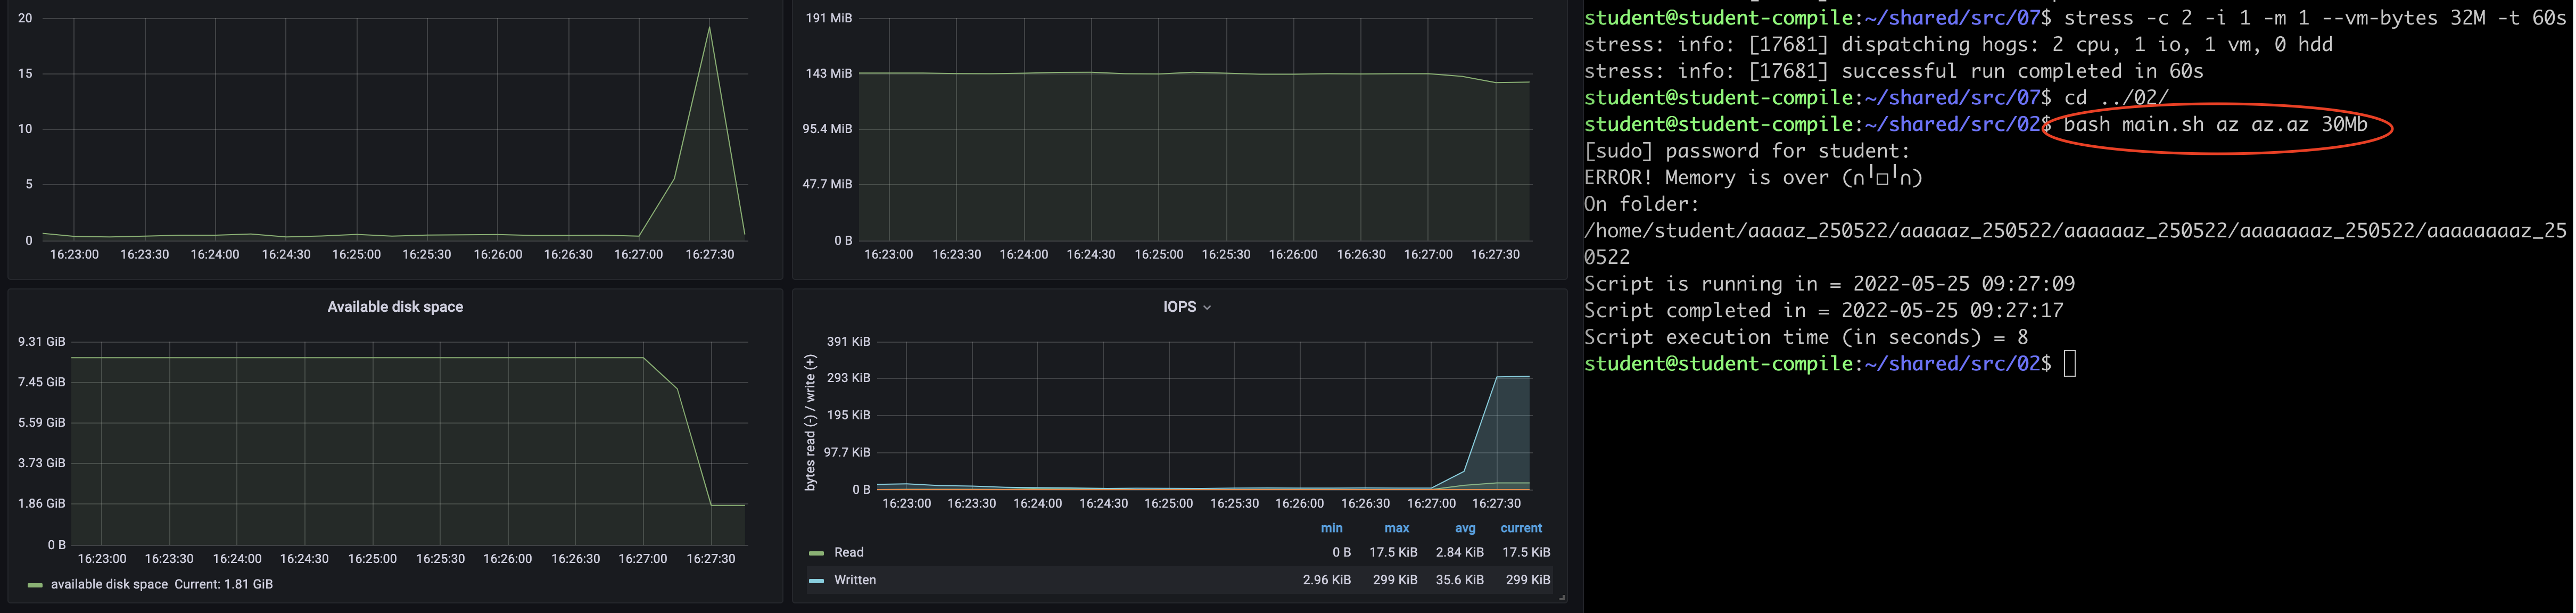 20
15
10
5
0
16:23:00 16:23:30 16:24:00 16:24:30 16:25:00 16:25:30 16:26:00 16:26:30 16:27:00 16:27:30
191 MiB
143 MiB
95.4 MiB
47.7 MiB
0 B
16:23:00 16:23:30 16:24:00 16:24:30 16:25:00 16:25:30 16:26:00 16:26:30 16:27:00 16:27:30
Available disk space
9.31 GiB
7.45 GiB
5.59 GiB
3.73 GiB
1.86 GiB
0 B
16:23:00 16:23:30 16:24:00 16:24:30 16:25:00 16:25:30 16:26:00 16:26:30 16:27:00 16:27:30
available disk space Current: 1.81 GiB
IOPS
bytes read (-) / write (+)
391 KiB
293 KiB
195 KiB
97.7 KiB
0 B
16:23:00 16:23:30 16:24:00 16:24:30 16:25:00 16:25:30 16:26:00 16:26:30 16:27:00 16:27:30
min max avg current
Read 0 B 17.5 KiB 2.84 KiB 17.5 KiB
Written 2.96 KiB 299 KiB 35.6 KiB 299 KiB
student@student-compile:~/shared/src/07$ stress -c 2 -i 1 -m 1 --vm-bytes 32M -t 60s
stress: info: [17681] dispatching hogs: 2 cpu, 1 io, 1 vm, 0 hdd
stress: info: [17681] successful run completed in 60s
student@student-compile:~/shared/src/07$ cd ../02/
student@student-compile:~/shared/src/02$ bash main.sh az az.az 30Mb
[sudo] password for student:
ERROR! Memory is over (∩╹□╹∩)
On folder:
/home/student/aaaaz_250522/aaaaaz_250522/aaaaaaz_250522/aaaaaaaz_250522/aaaaaaaaz_25
0522
Script is running in = 2022-05-25 09:27:09
Script completed in = 2022-05-25 09:27:17
Script execution time (in seconds) = 8
student@student-compile:~/shared/src/02$